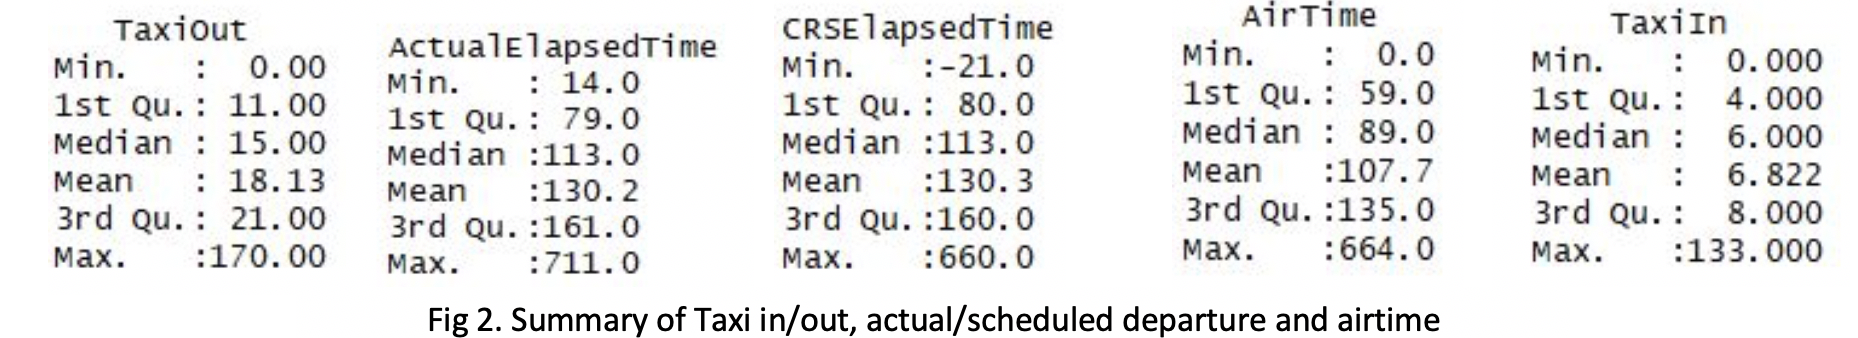 TaxiOut
Min.   :  0.00
1st Qu.: 11.00
Median : 15.00
Mean   : 18.13
3rd Qu.: 21.00
Max.   :170.00
ActualElapsedTime
Min.   : 14.0
1st Qu.: 79.0
Median :113.0
Mean   :130.2
3rd Qu.:161.0
Max.   :711.0
CRSElapsedTime
Min.   :-21.0
1st Qu.: 80.0
Median :113.0
Mean   :130.3
3rd Qu.:160.0
Max.   :660.0
AirTime
Min.   :  0.0
1st Qu.: 59.0
Median : 89.0
Mean   :107.7
3rd Qu.:135.0
Max.   :664.0
TaxiIn
Min.   :  0.000
1st Qu.:  4.000
Median :  6.000
Mean   :  6.822
3rd Qu.:  8.000
Max.   :133.000
Fig 2. Summary of Taxi in/out, actual/scheduled departure and airtime